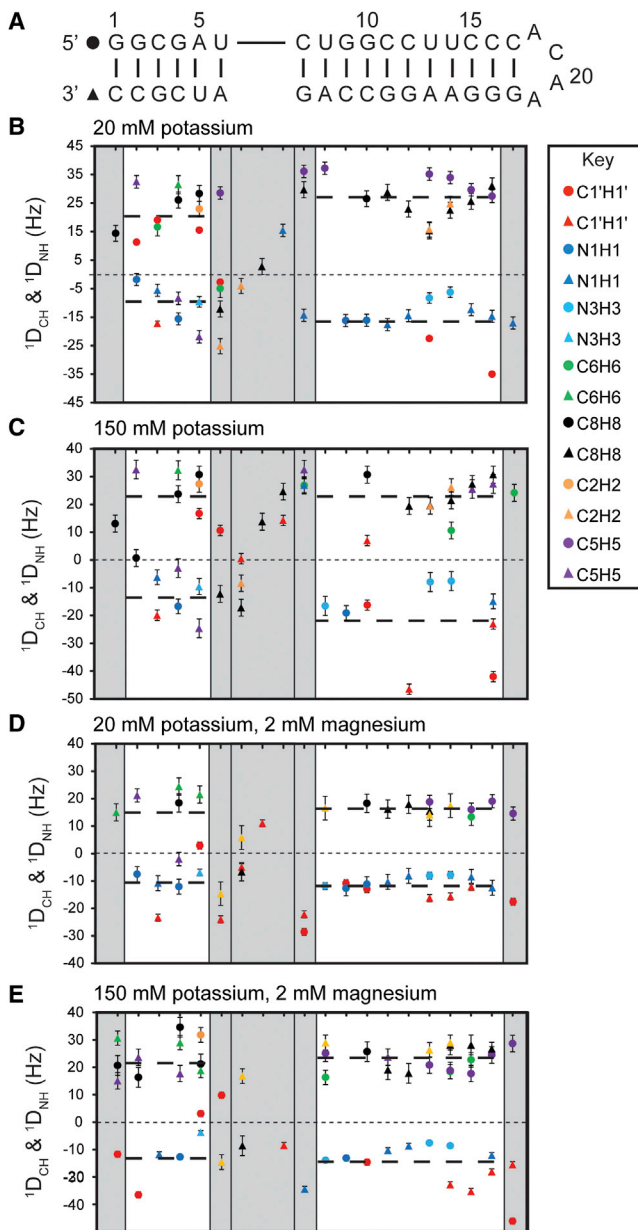 A
1 5 10 15
5' ● G G C G A U — C U G G C C U U C C C A
C
A 20
3' ▲ C C G C U A G A C C G G A A G G G A
B 20 mM potassium
45
35
25
15
5
-5
-15
-25
-35
-45
¹D_CH & ¹D_NH (Hz)
C 150 mM potassium
40
30
20
10
0
-10
-20
-30
-40
-50
¹D_CH & ¹D_NH (Hz)
D 20 mM potassium, 2 mM magnesium
40
30
20
10
0
-10
-20
-30
-40
¹D_CH & ¹D_NH (Hz)
E 150 mM potassium, 2 mM magnesium
40
30
20
10
0
-10
-20
-30
-40
-50
¹D_CH & ¹D_NH (Hz)
Key
C1'H1'
C1'H1'
N1H1
N1H1
N3H3
N3H3
C6H6
C6H6
C8H8
C8H8
C2H2
C2H2
C5H5
C5H5